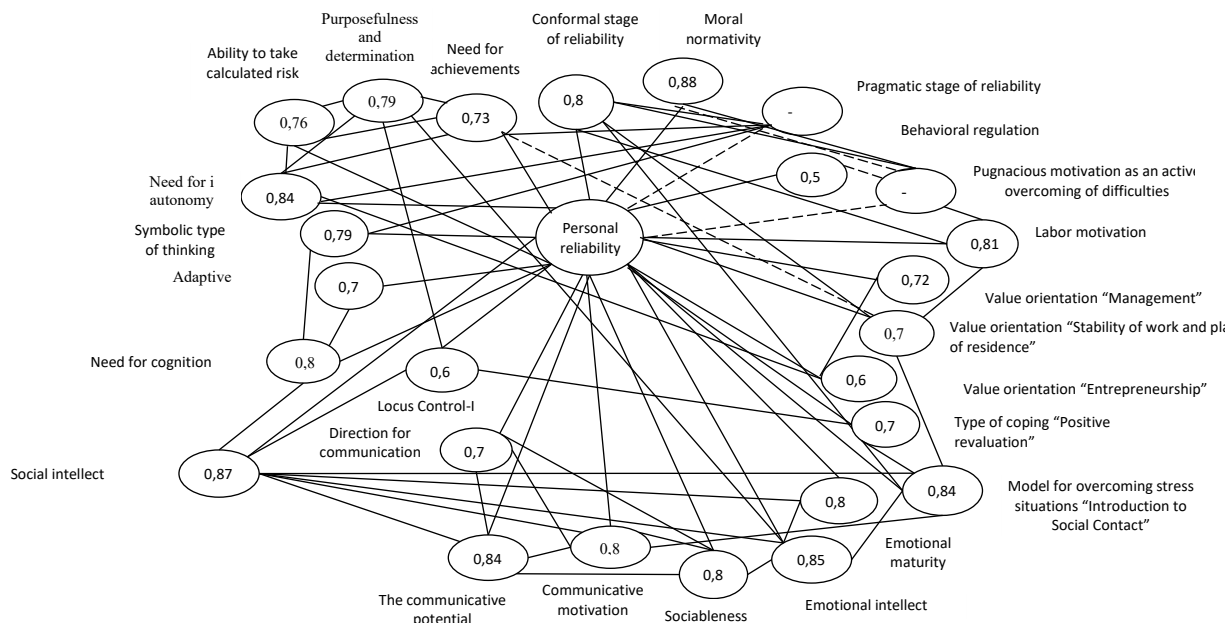 Purposefulness
and
determination
Conformal stage
of reliability
Moral
normativity
Ability to take
calculated risk
Need for
achievements
Pragmatic stage of reliability
0,88
0,79
0,8
-
0,76
0,73
Behavioral regulation
Pugnacious motivation as an active
overcoming of difficulties
0,5
-
Need for i
autonomy
0,84
Symbolic type
of thinking
0,79
Personal
reliability
0,81
Labor motivation
Adaptive
0,7
0,72
Value orientation “Management”
0,7
Value orientation “Stability of work and pla
of residence”
Need for cognition
0,8
0,6
0,6
Value orientation “Entrepreneurship”
Locus Control-I
0,7
Type of coping “Positive
revaluation”
Direction for
communication
0,7
Social intellect
0,87
0,8
0,84
Model for overcoming stress
situations “Introduction to
Social Contact”
Emotional
maturity
0,84
0,8
0,8
0,85
The communicative
potential
Communicative
motivation
Sociableness
Emotional intellect